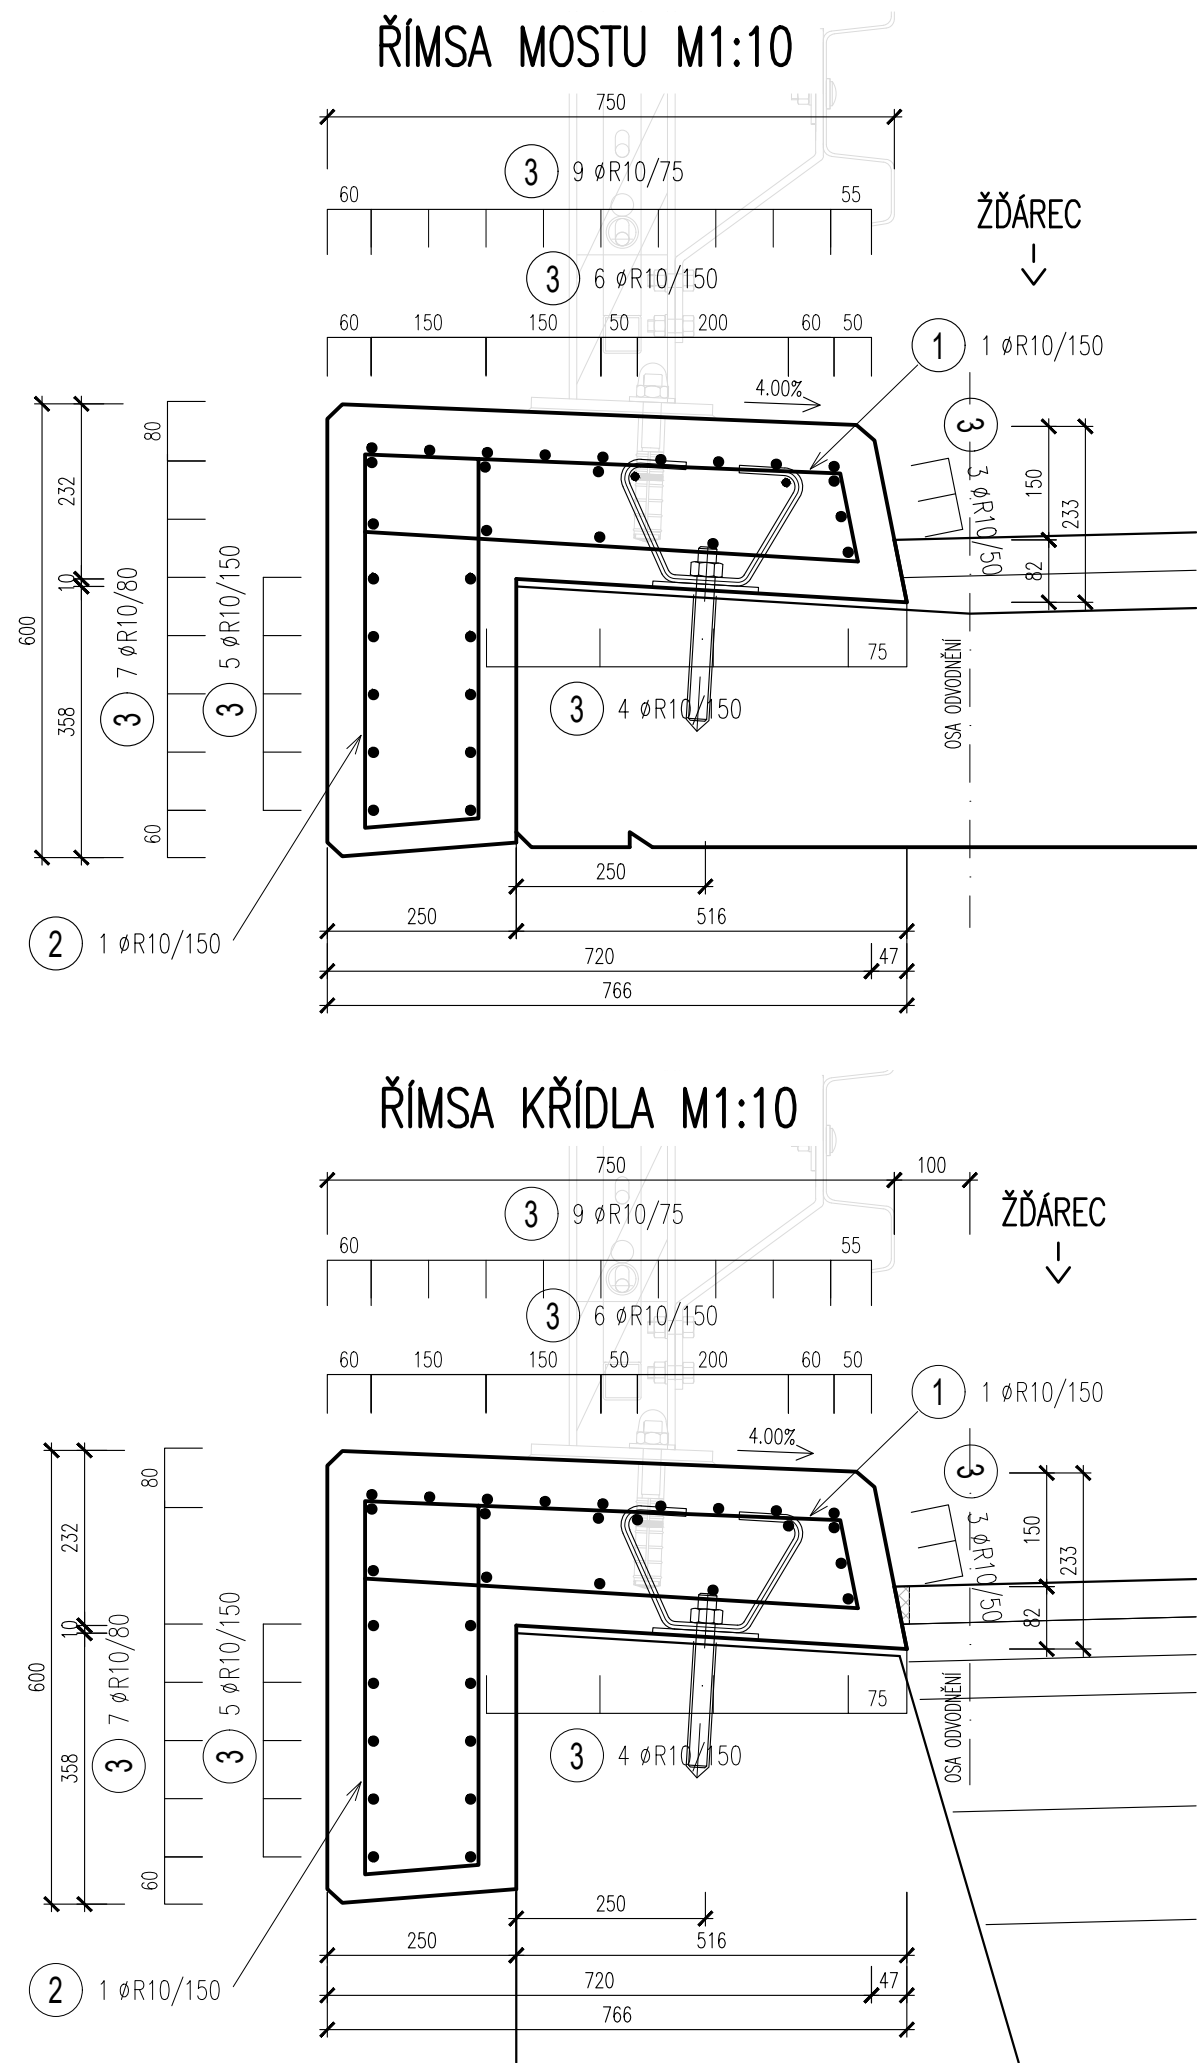 ŘÍMSA MOSTU M1:10
750
3 9 øR10/75
60 55
ŽĎÁREC
3 6 øR10/150
60 150 150 50 200 60 50
1 1 øR10/150
4.00%
3 3 øR10/50
150
233
82
80
232
10
600
358
60
3 7 øR10/80
3 5 øR10/150
75
3 4 øR10/150
OSA ODVODNĚNÍ
250
2 1 øR10/150
250 516
720 47
766
ŘÍMSA KŘÍDLA M1:10
750 100
3 9 øR10/75
60 55
ŽĎÁREC
3 6 øR10/150
60 150 150 50 200 60 50
1 1 øR10/150
4.00%
3 3 øR10/50
150
233
82
80
232
10
600
358
60
3 7 øR10/80
3 5 øR10/150
75
3 4 øR10/150
OSA ODVODNĚNÍ
250
250 516
2 1 øR10/150
720 47
766